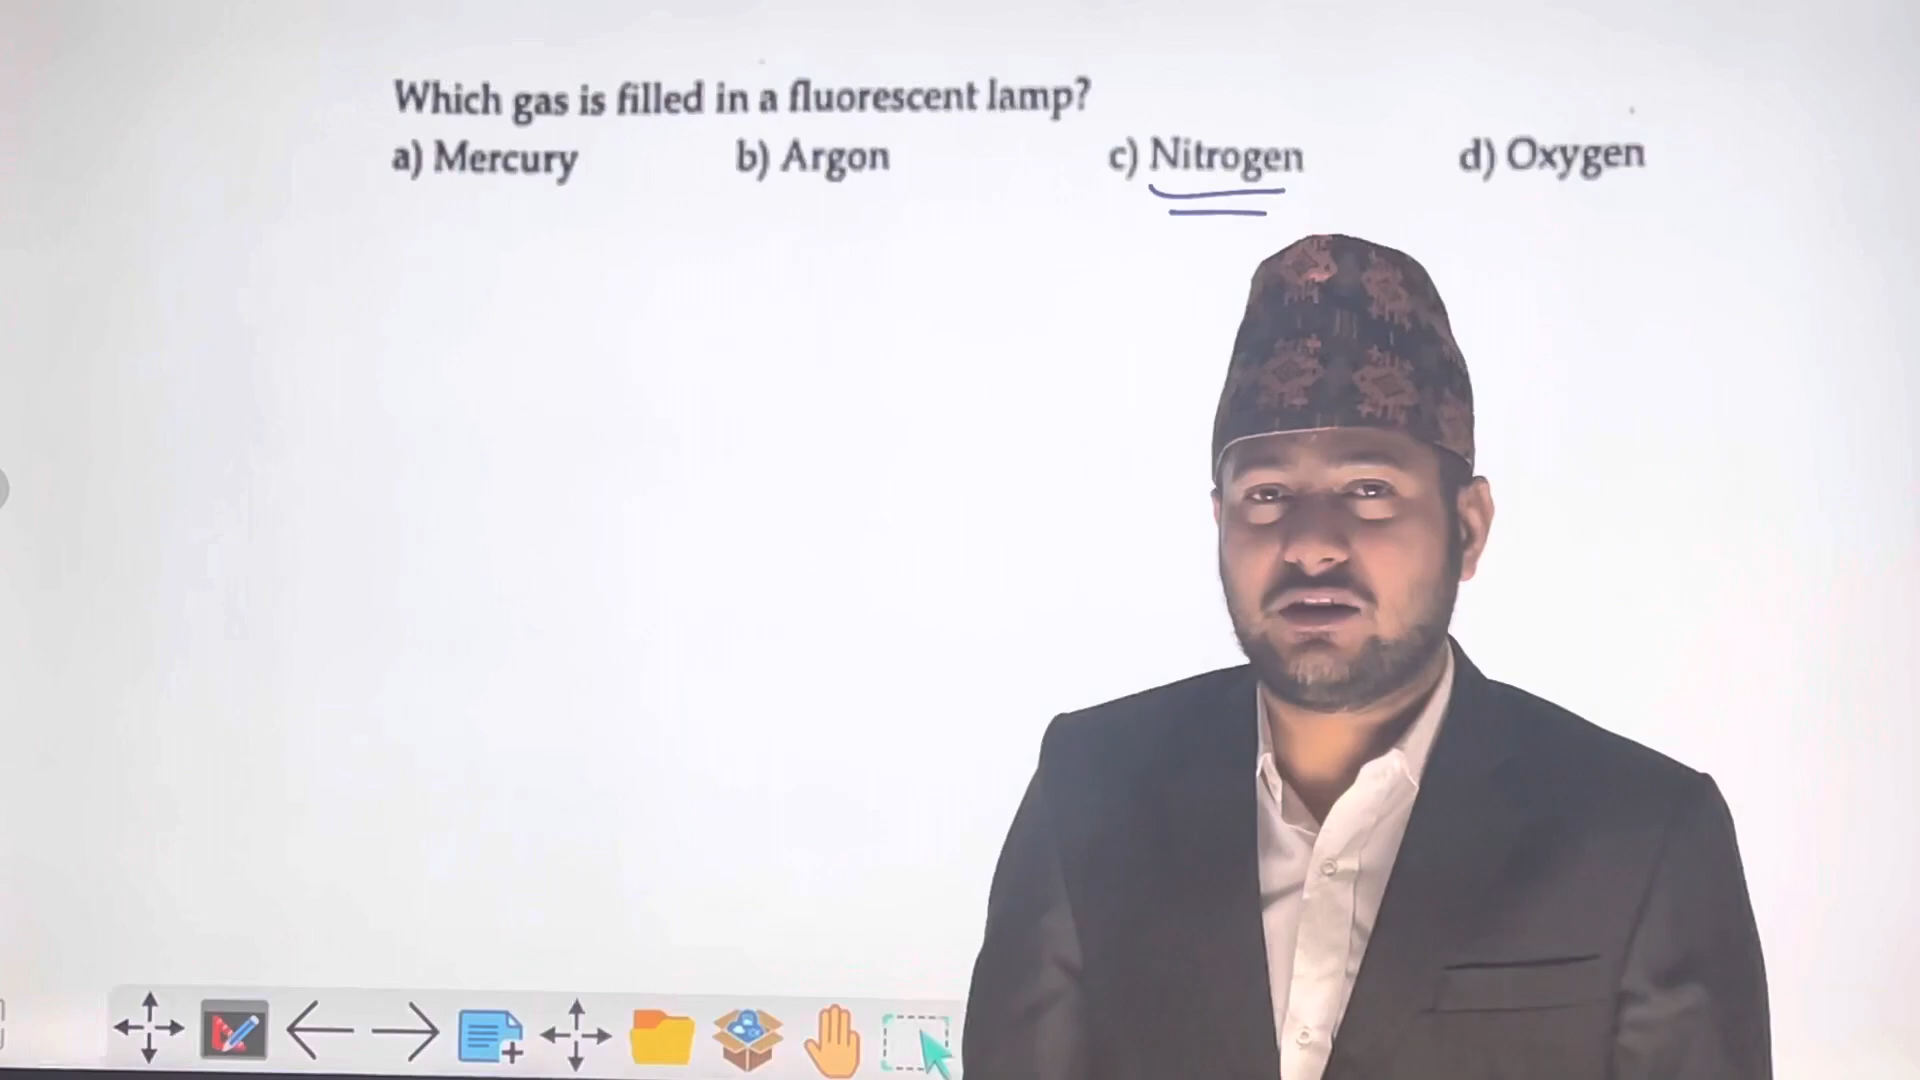 Which gas is filled in a fluorescent lamp?
a) Mercury b) Argon c) Nitrogen d) Oxygen